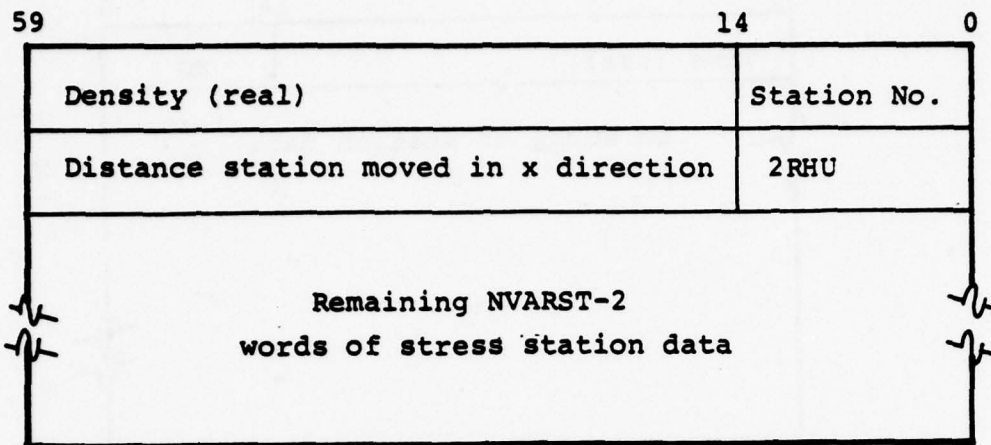 59 14 0
Density (real) Station No.
Distance station moved in x direction 2RHU
Remaining NVARST-2
words of stress station data